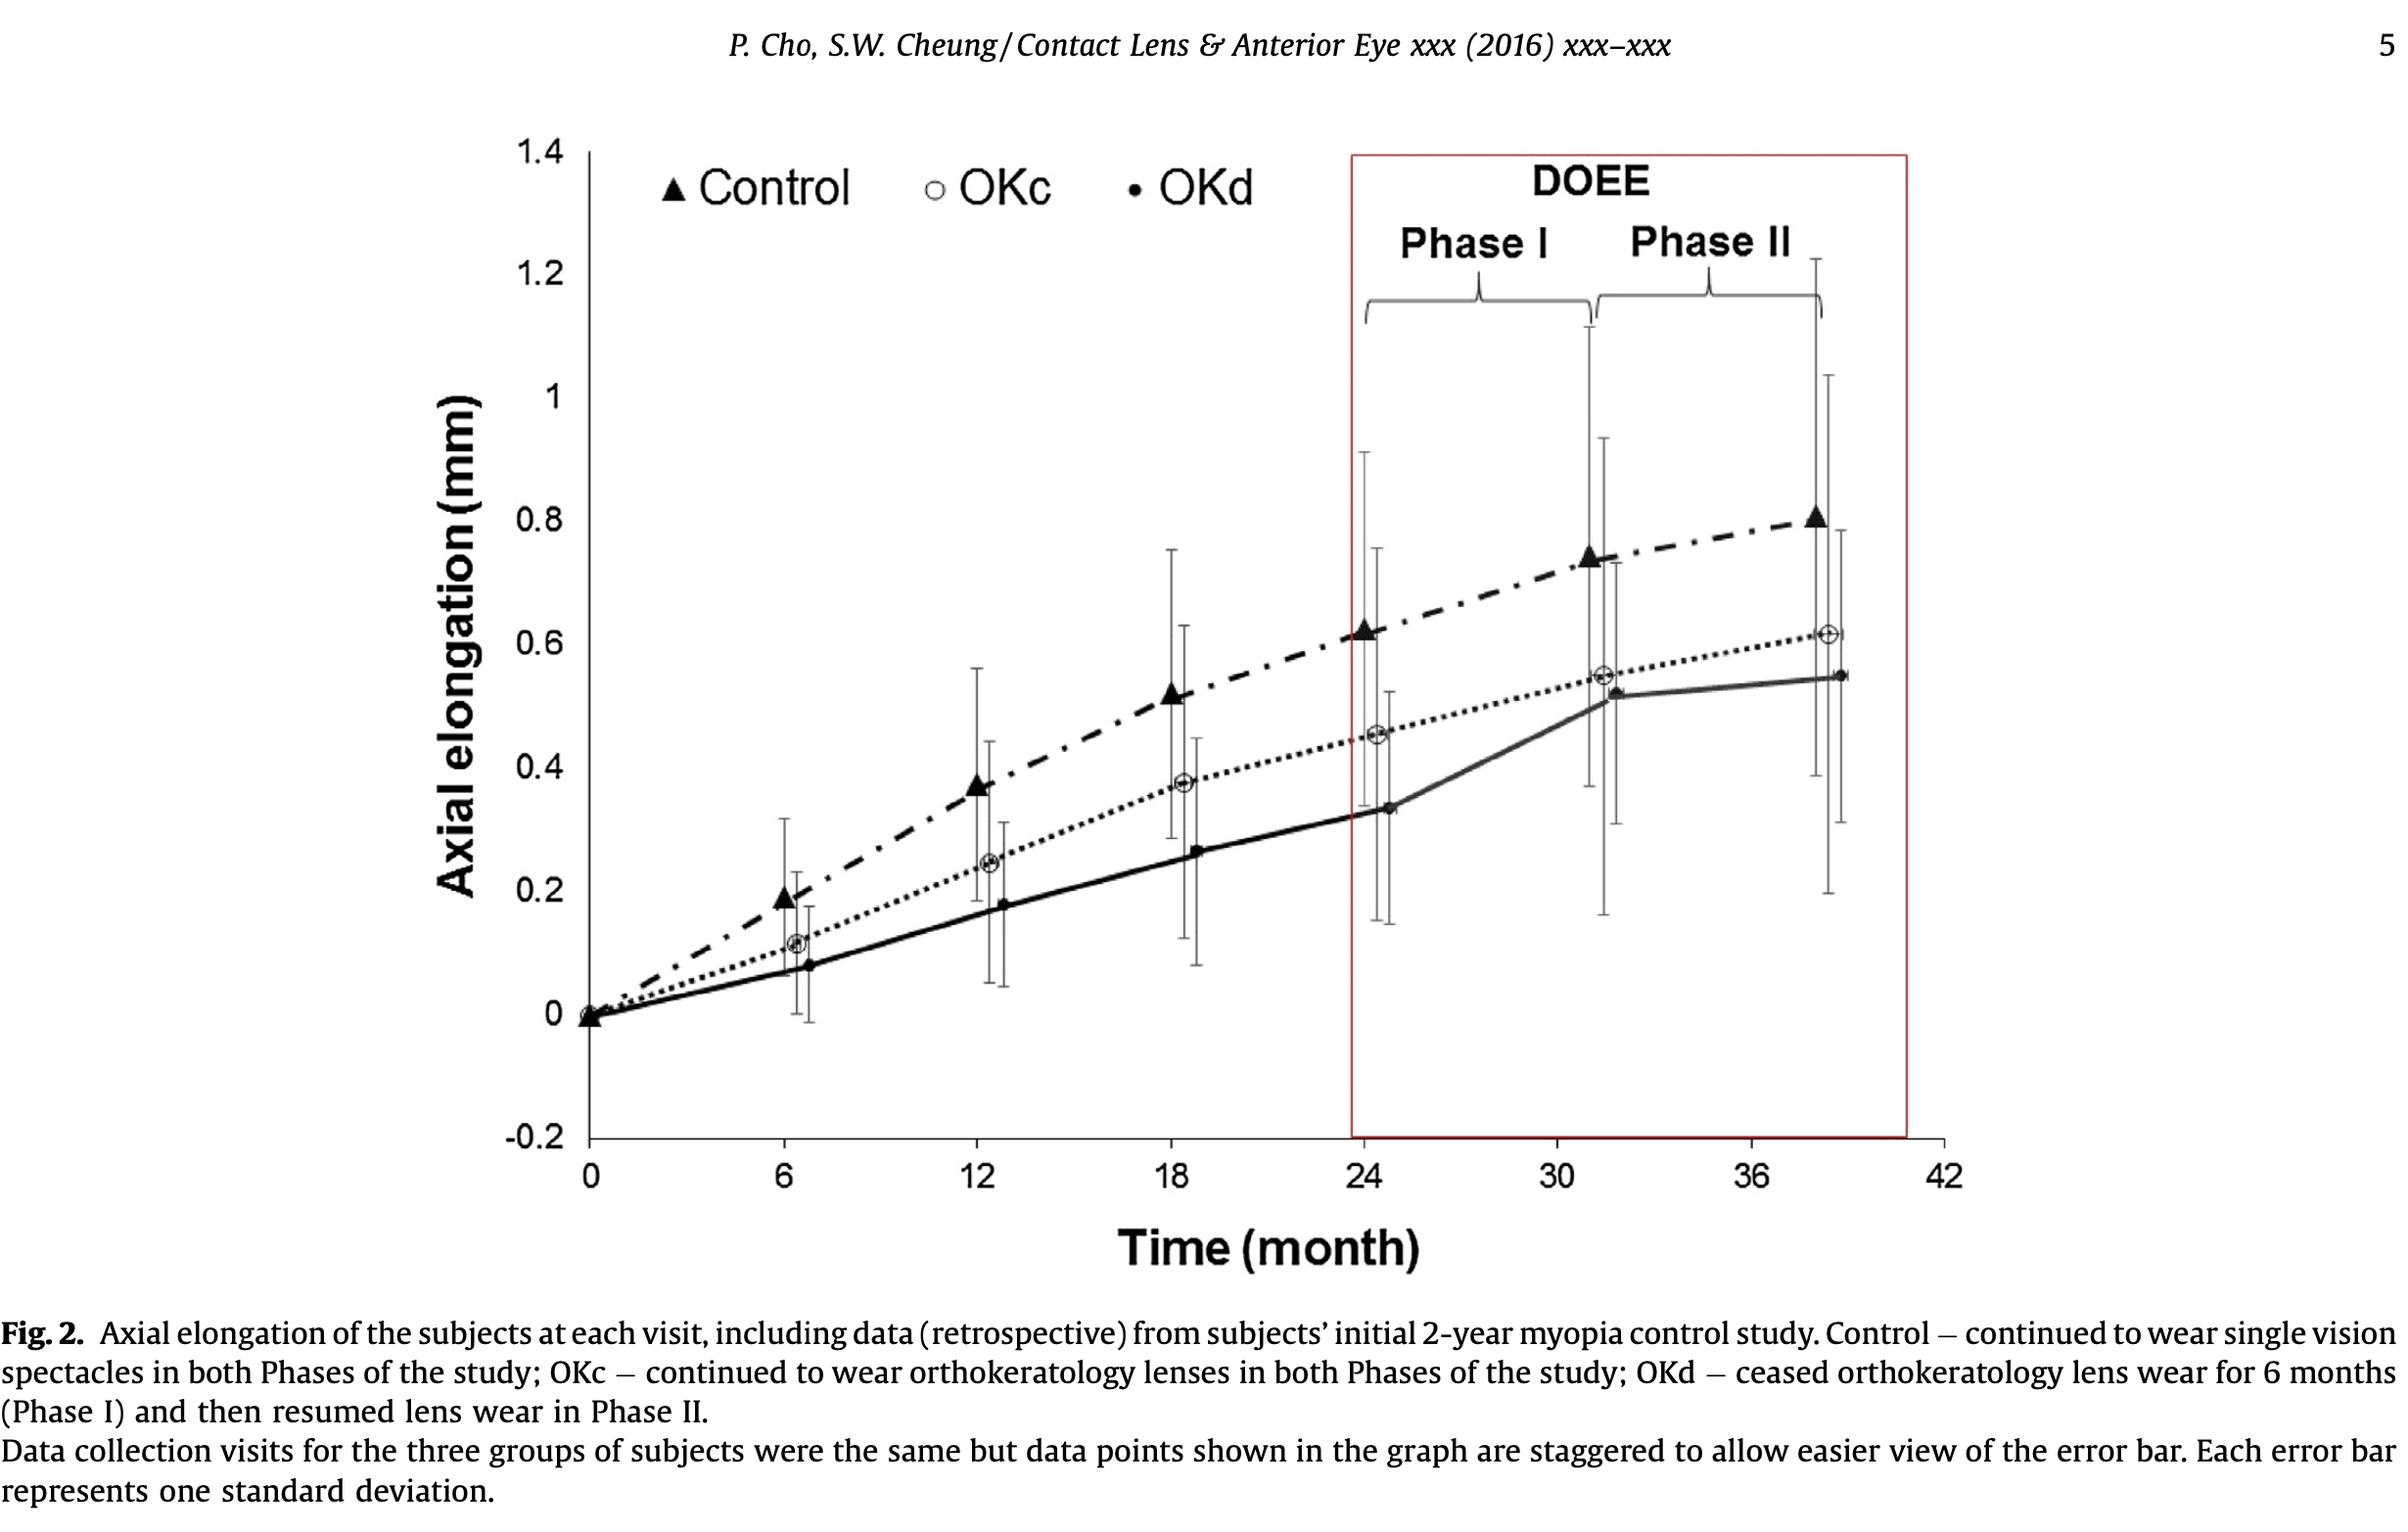 P. Cho, S.W. Cheung / Contact Lens & Anterior Eye xxx (2016) xxx–xxx 5
1.4
Control OKc OKd
DOEE
Phase I Phase II
1.2
1
0.8
0.6
0.4
0.2
0
-0.2
Axial elongation (mm)
0 6 12 18 24 30 36 42
Time (month)
Fig. 2. Axial elongation of the subjects at each visit, including data (retrospective) from subjects’ initial 2-year myopia control study. Control – continued to wear single vision
spectacles in both Phases of the study; OKc – continued to wear orthokeratology lenses in both Phases of the study; OKd – ceased orthokeratology lens wear for 6 months
(Phase I) and then resumed lens wear in Phase II.
Data collection visits for the three groups of subjects were the same but data points shown in the graph are staggered to allow easier view of the error bar. Each error bar
represents one standard deviation.